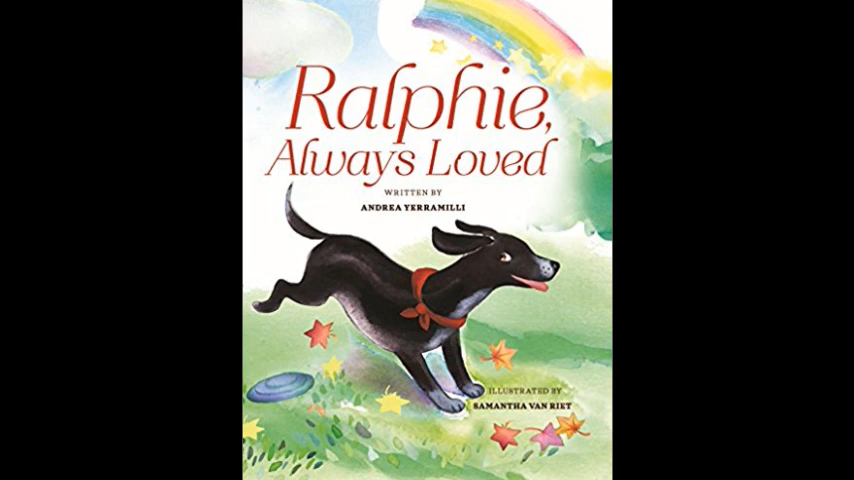 Ralphie,
Always Loved
WRITTEN BY
ANDREA YERRAMILLI
ILLUSTRATED BY
SAMANTHA VAN RIET